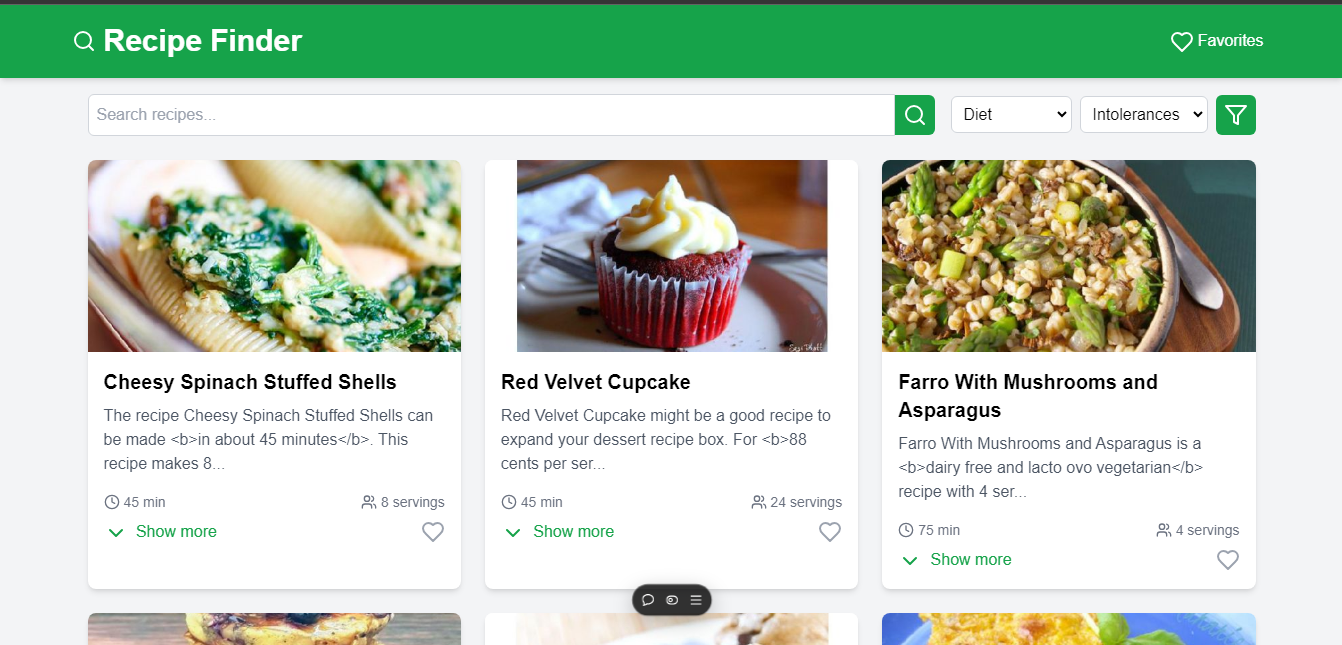 Recipe Finder
Favorites
Search recipes...
Diet
Intolerances
Cheesy Spinach Stuffed Shells
The recipe Cheesy Spinach Stuffed Shells can
be made <b>in about 45 minutes</b>. This
recipe makes 8...
45 min
8 servings
Show more
Red Velvet Cupcake
Red Velvet Cupcake might be a good recipe to
expand your dessert recipe box. For <b>88
cents per ser...
45 min
24 servings
Show more
Farro With Mushrooms and
Asparagus
Farro With Mushrooms and Asparagus is a
<b>dairy free and lacto ovo vegetarian</b>
recipe with 4 ser...
75 min
4 servings
Show more